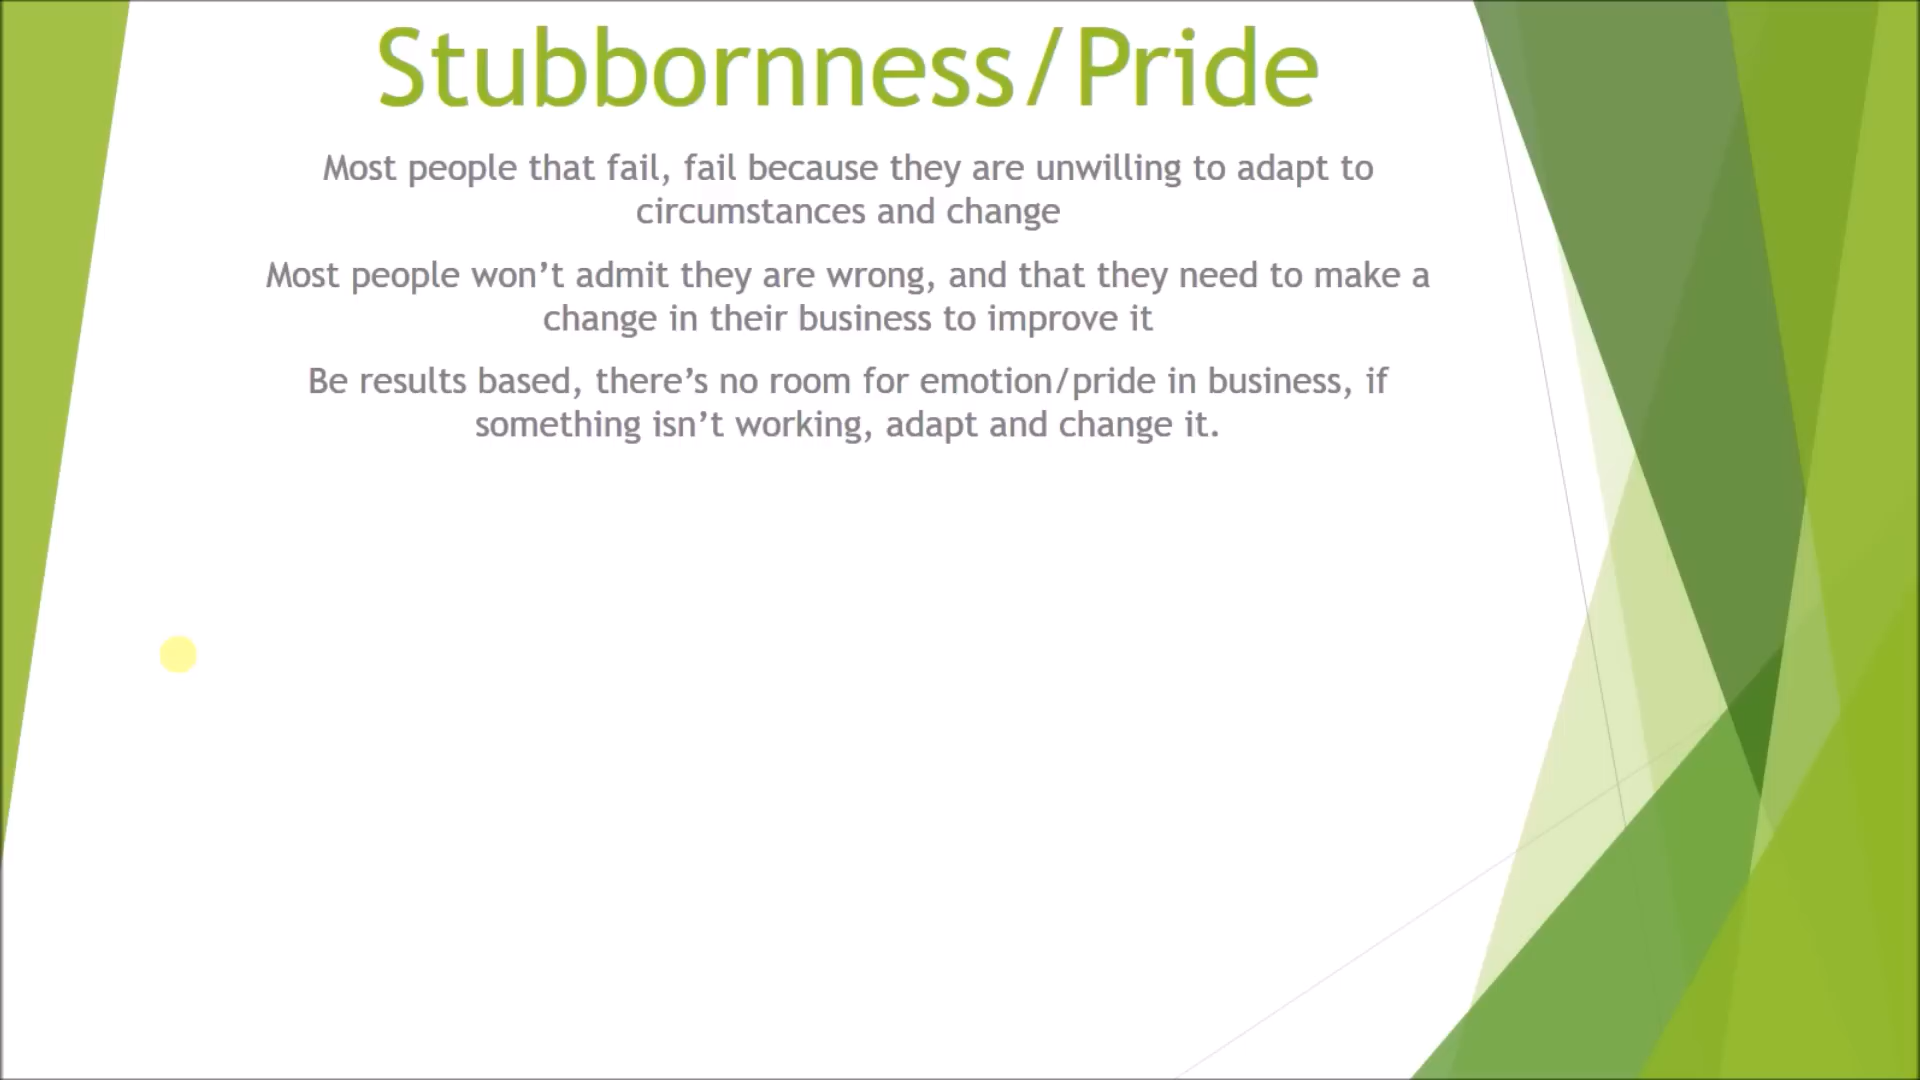 Stubbornness/Pride
Most people that fail, fail because they are unwilling to adapt to
circumstances and change
Most people won’t admit they are wrong, and that they need to make a
change in their business to improve it
Be results based, there’s no room for emotion/pride in business, if
something isn’t working, adapt and change it.